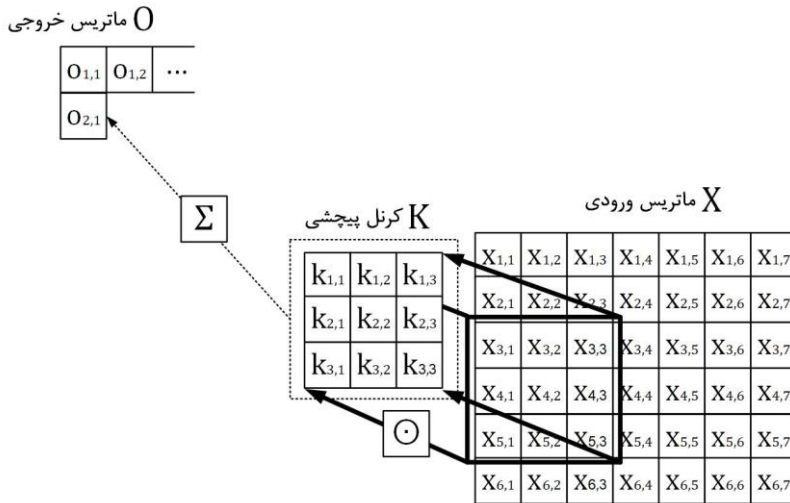 ماتریس خروجی O
o1,1 o1,2 ...
o2,1
Σ
کرنل پیچشی K
k1,1 k1,2 k1,3
k2,1 k2,2 k2,3
k3,1 k3,2 k3,3
⊙
ماتریس ورودی X
x1,1 x1,2 x1,3 x1,4 x1,5 x1,6 x1,7
x2,1 x2,2 x2,3 x2,4 x2,5 x2,6 x2,7
x3,1 x3,2 x3,3 x3,4 x3,5 x3,6 x3,7
x4,1 x4,2 x4,3 x4,4 x4,5 x4,6 x4,7
x5,1 x5,2 x5,3 x5,4 x5,5 x5,6 x5,7
x6,1 x6,2 x6,3 x6,4 x6,5 x6,6 x6,7